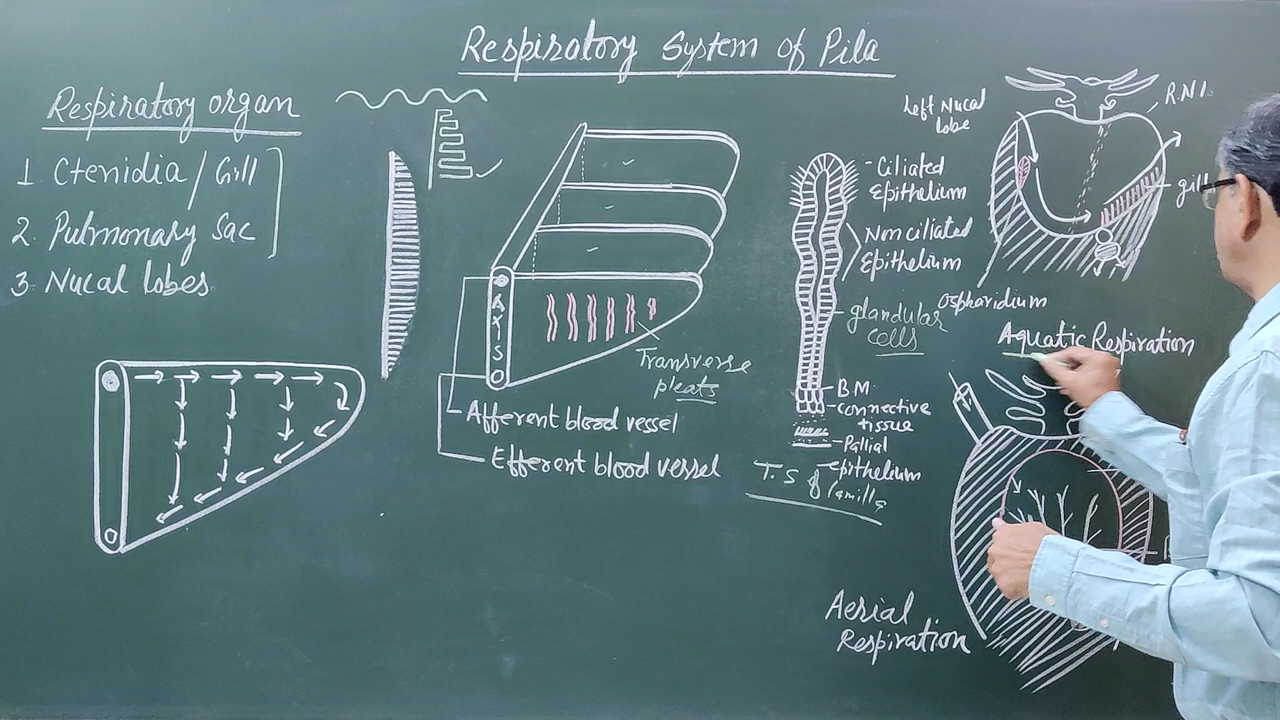 Respiratory System of Pila
Respiratory organ
1. Ctenidia / Gill
2. Pulmonary Sac
3. Nucal lobes
AXIS
Transverse
pleats
Afferent blood vessel
Efferent blood vessel
Ciliated
Epithelium
Non ciliated
Epithelium
glandular
cells
B.M
connective
tissue
Pallial
epithelium
T.S of lamilla
Left Nucal
lobe
R.N.L
gill
Osphridium
Aquatic Respiration
Aerial
Respiration